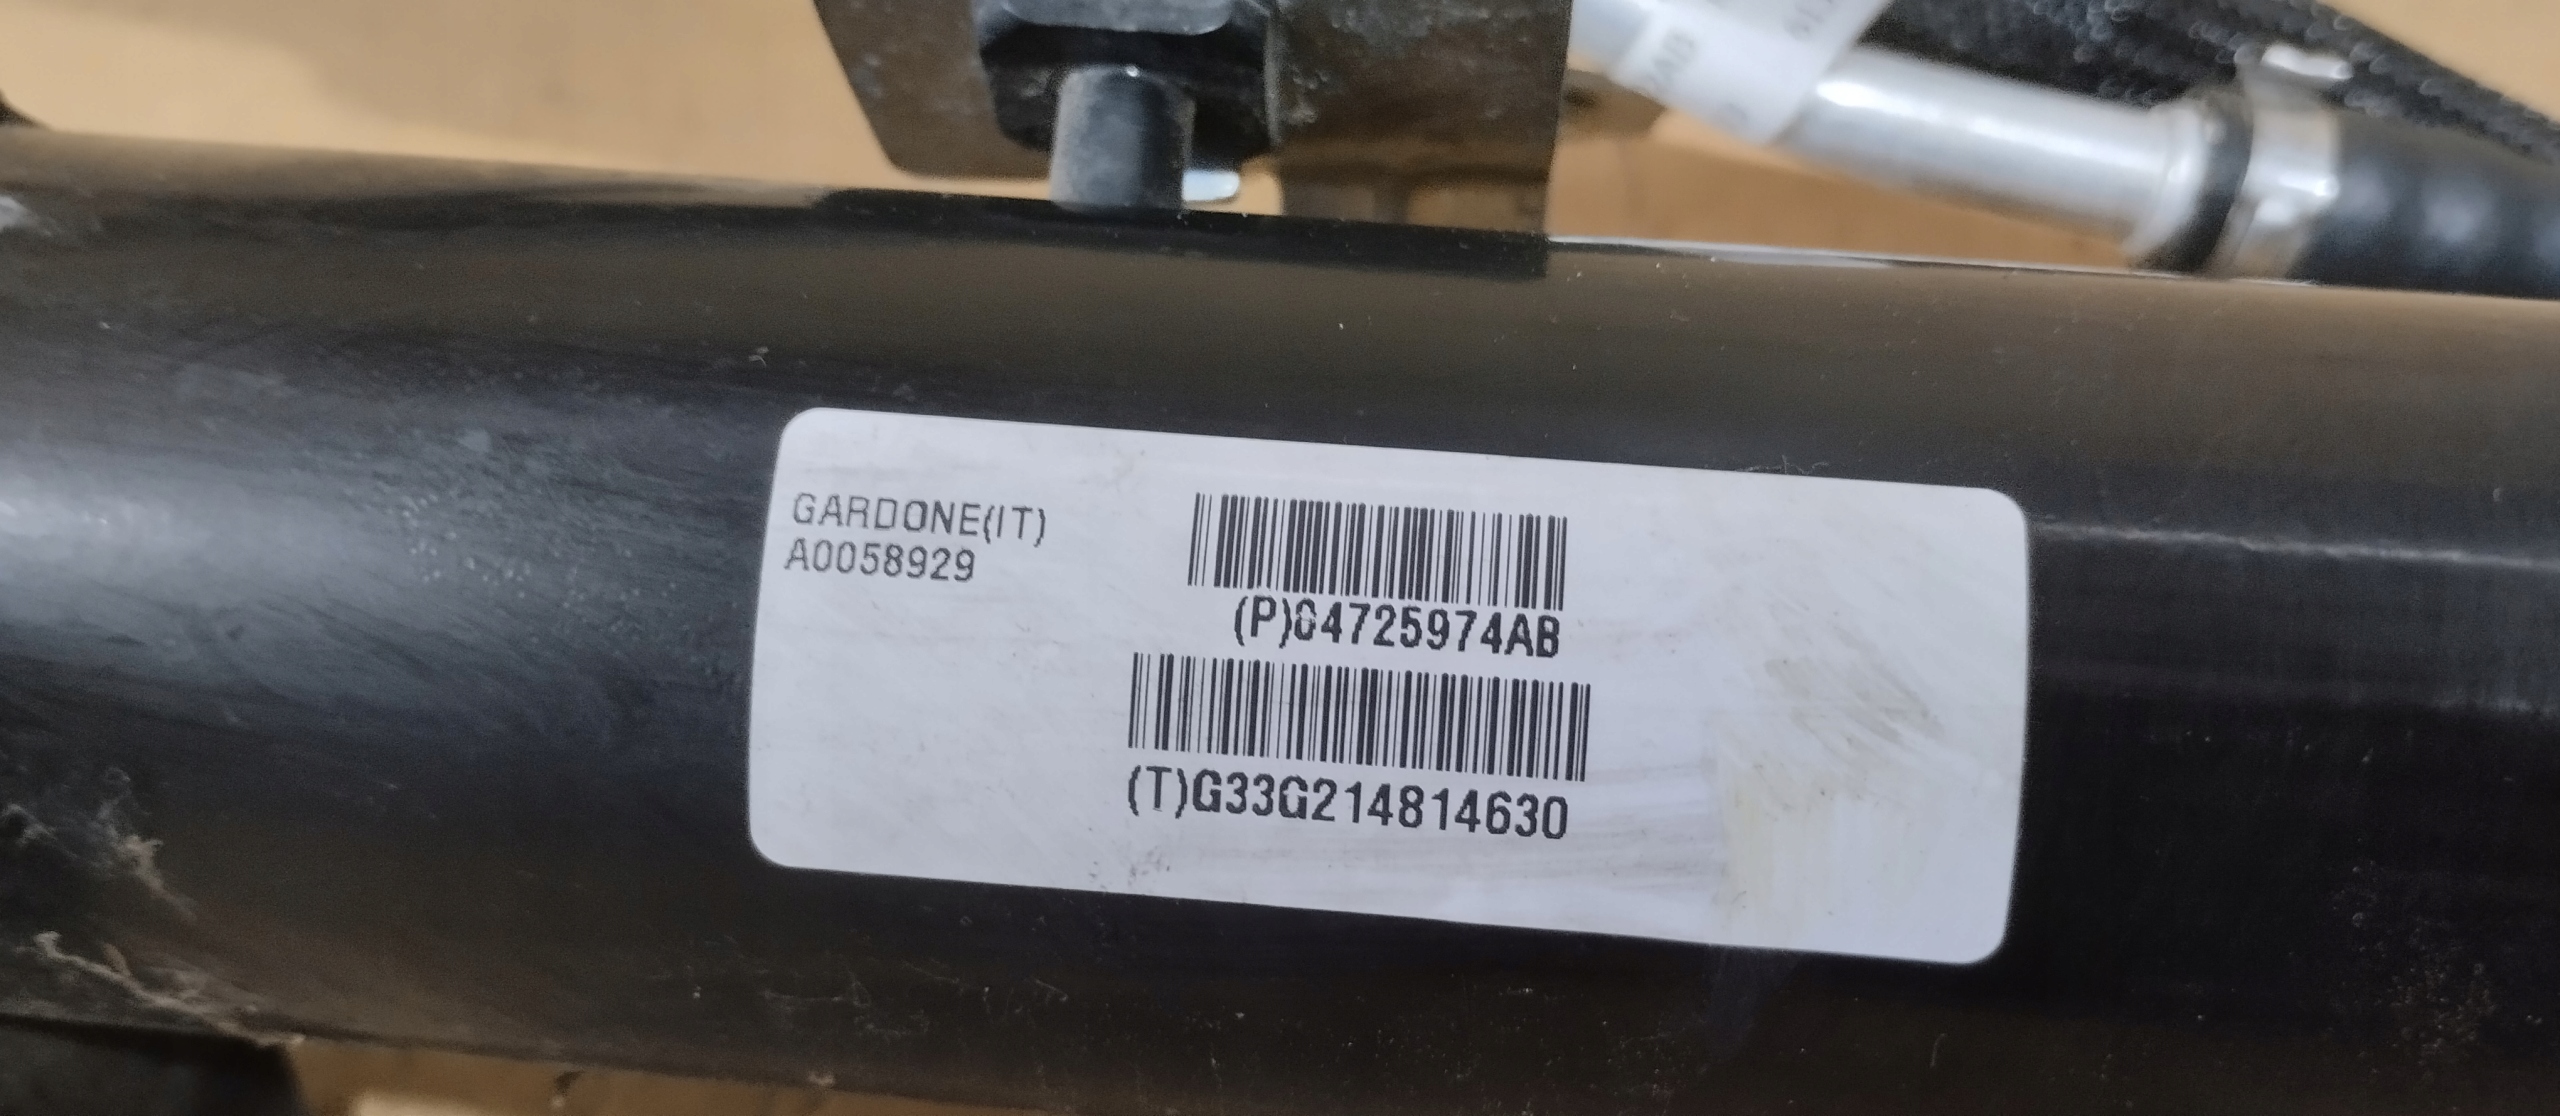 GARDONE(IT)
A0058929
(P)04725974AB
(T)G33G214814630